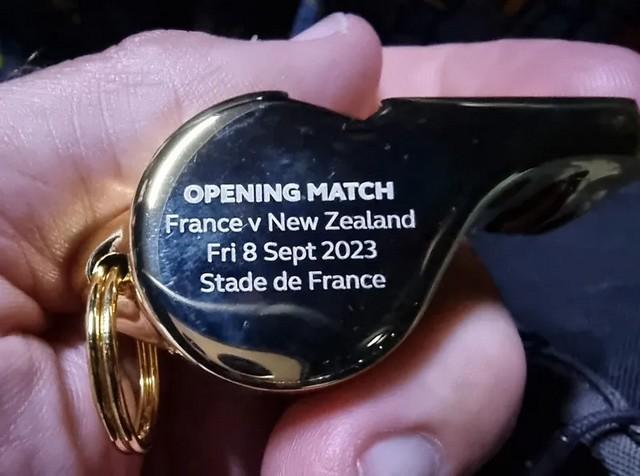 OPENING MATCH
France v New Zealand
Fri 8 Sept 2023
Stade de France